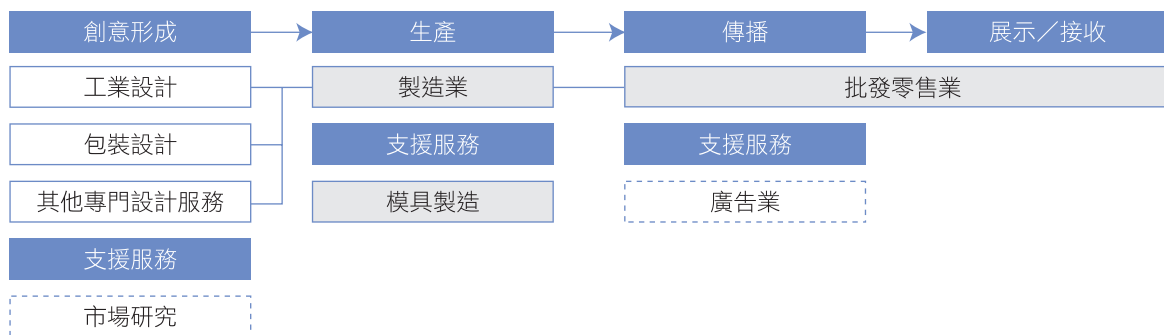 創意形成
生產
傳播
展示／接收
工業設計
製造業
批發零售業
包裝設計
支援服務
支援服務
其他專門設計服務
模具製造
廣告業
支援服務
市場研究